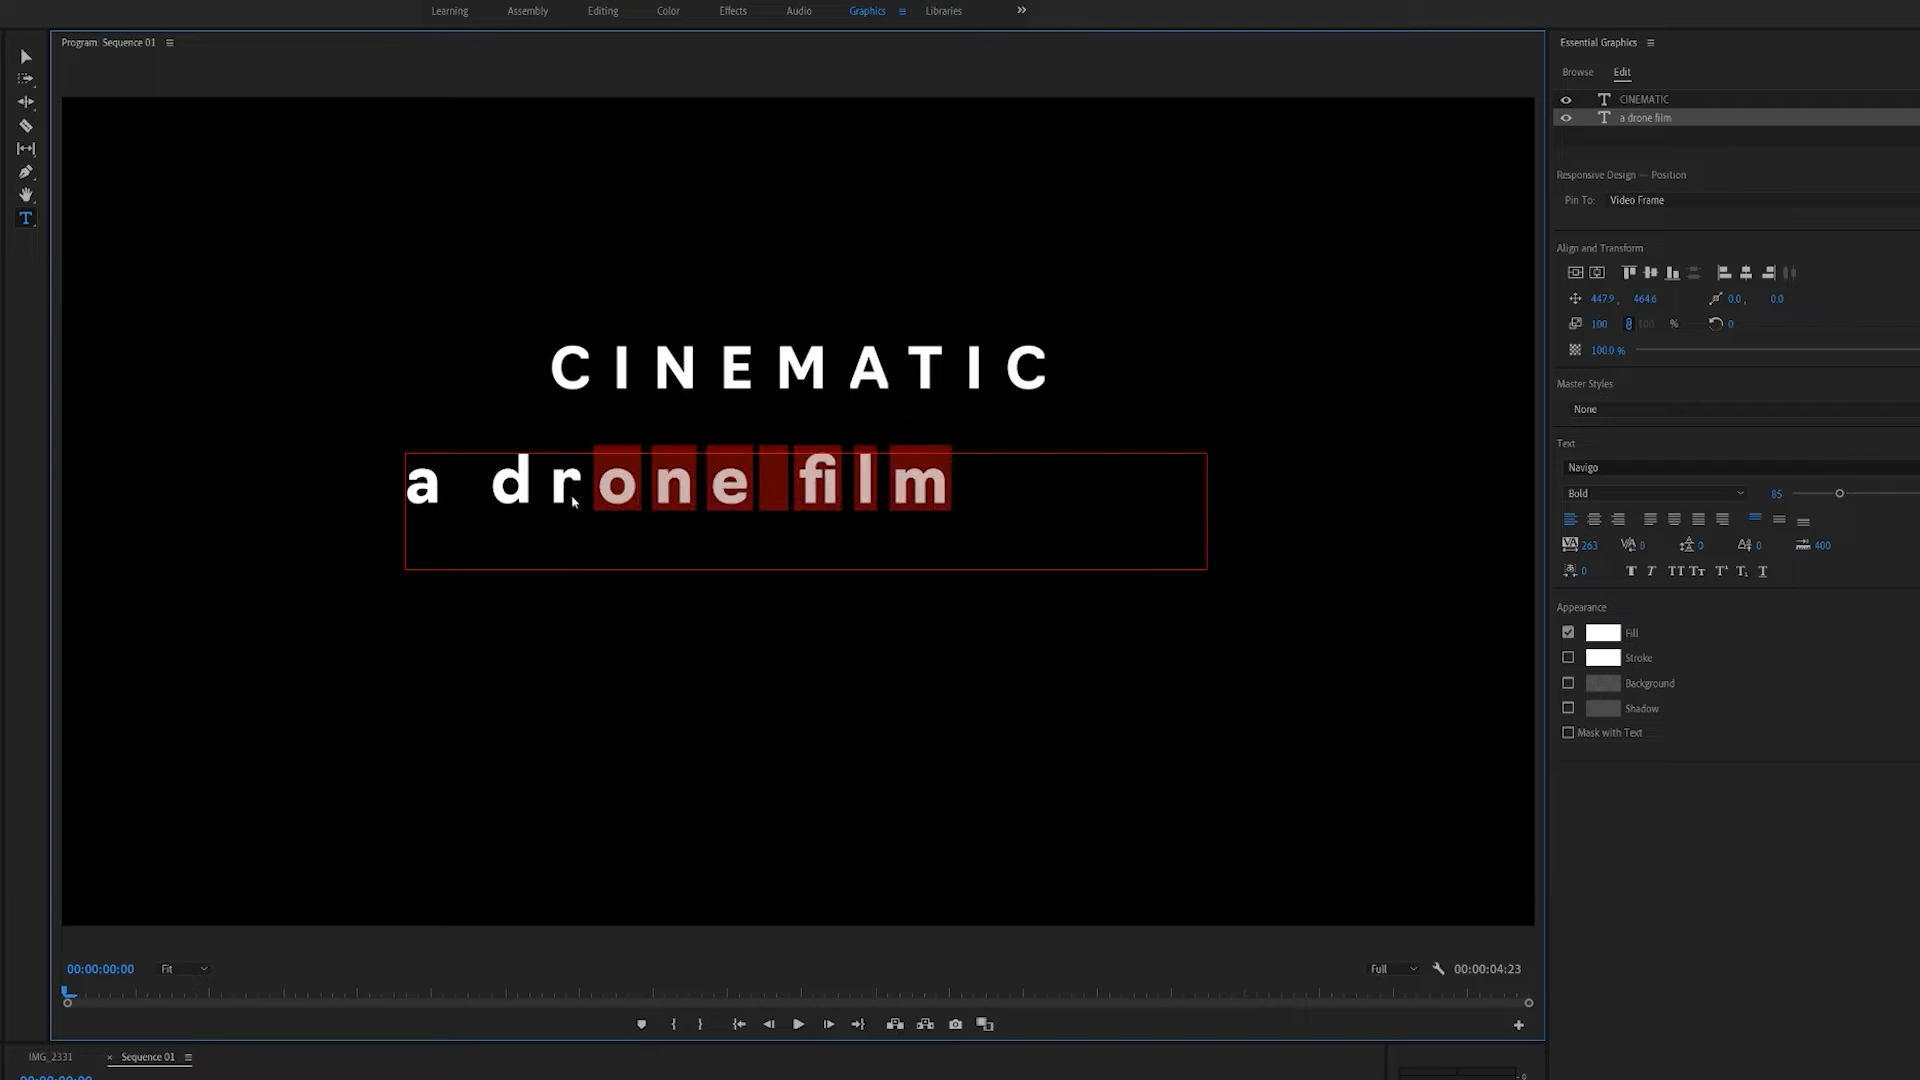 Learning Assembly Editing Color Effects Audio Graphics Libraries
Program: Sequence 01
Essential Graphics
Browse Edit
CINEMATIC
a drone film
Responsive Design — Position
Pin To: Video Frame
Align and Transform
447.9, 464.6 0.0, 0.0
100 100 % 0
100.0 %
Master Styles
None
Text
Navigo
Bold 85
263 0 0 0 400
0
Appearance
Fill
Stroke
Background
Shadow
Mask with Text
CINEMATIC
a drone film
00:00:00:00 Fit Full 00:00:04:23
IMG_2331 × Sequence 01
00:00:00:00